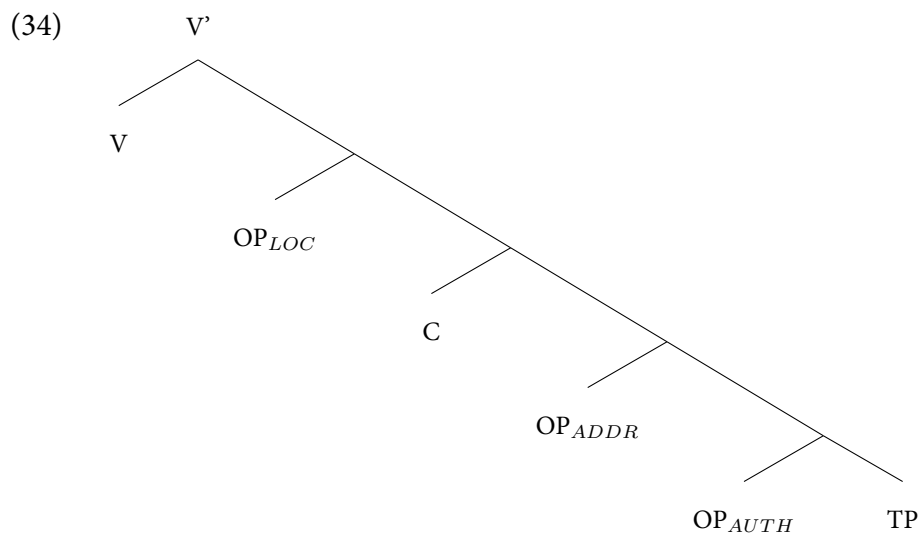 (34)
V’
V
OP_LOC
C
OP_ADDR
OP_AUTH TP